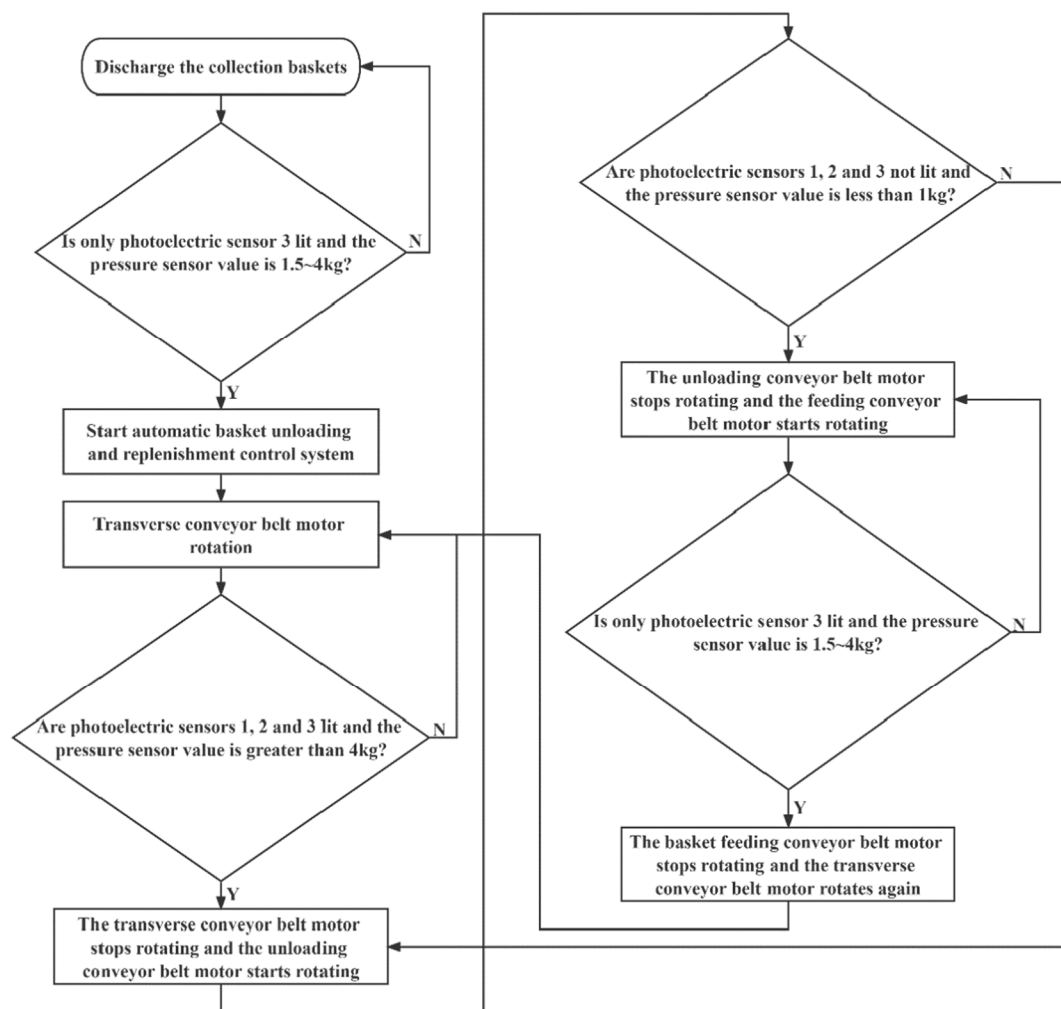 Discharge the collection baskets
Is only photoelectric sensor 3 lit and the
pressure sensor value is 1.5~4kg?
N
Y
Start automatic basket unloading
and replenishment control system
Transverse conveyor belt motor
rotation
Are photoelectric sensors 1, 2 and 3 lit and the
pressure sensor value is greater than 4kg?
N
Y
The transverse conveyor belt motor
stops rotating and the unloading
conveyor belt motor starts rotating
Are photoelectric sensors 1, 2 and 3 not lit and
the pressure sensor value is less than 1kg?
N
Y
The unloading conveyor belt motor
stops rotating and the feeding conveyor
belt motor starts rotating
Is only photoelectric sensor 3 lit and the pressure
sensor value is 1.5~4kg?
N
Y
The basket feeding conveyor belt motor
stops rotating and the transverse
conveyor belt motor rotates again